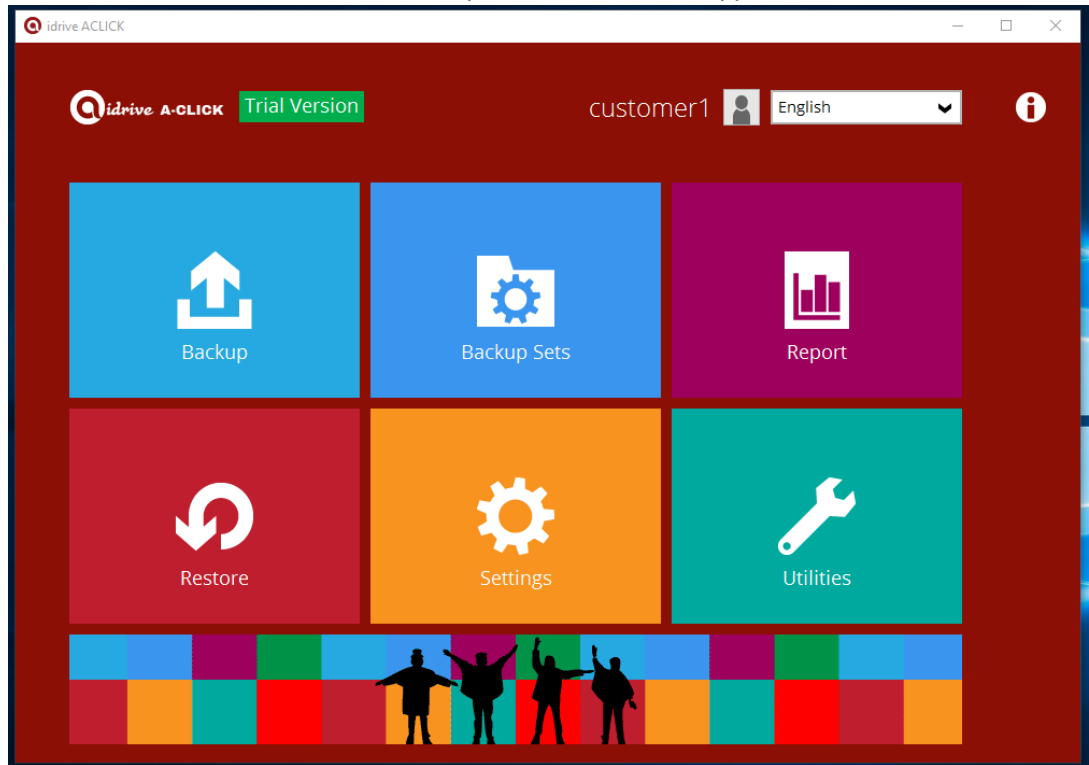 idrive ACLICK
idrive A-CLICK Trial Version customer1 English
Backup Backup Sets Report
Restore Settings Utilities